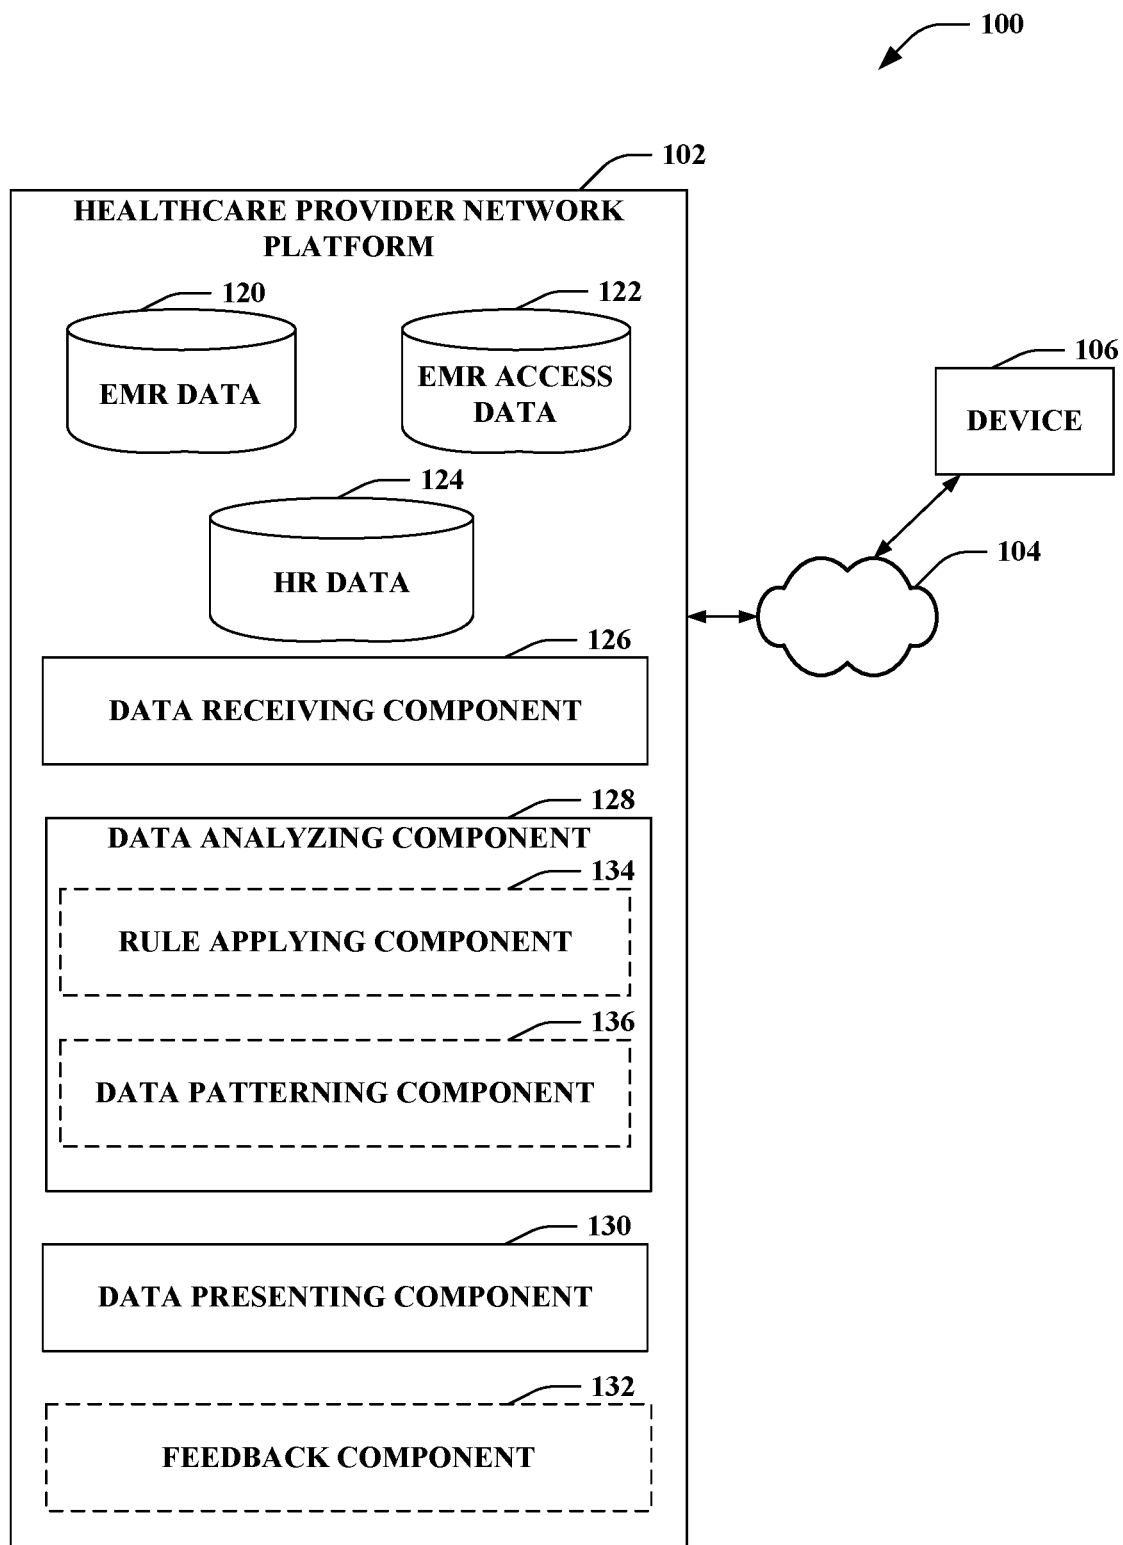 100
102
HEALTHCARE PROVIDER NETWORK
PLATFORM
120
122
EMR DATA
EMR ACCESS
DATA
106
DEVICE
124
HR DATA
104
126
DATA RECEIVING COMPONENT
128
DATA ANALYZING COMPONENT
134
RULE APPLYING COMPONENT
136
DATA PATTERNING COMPONENT
130
DATA PRESENTING COMPONENT
132
FEEDBACK COMPONENT